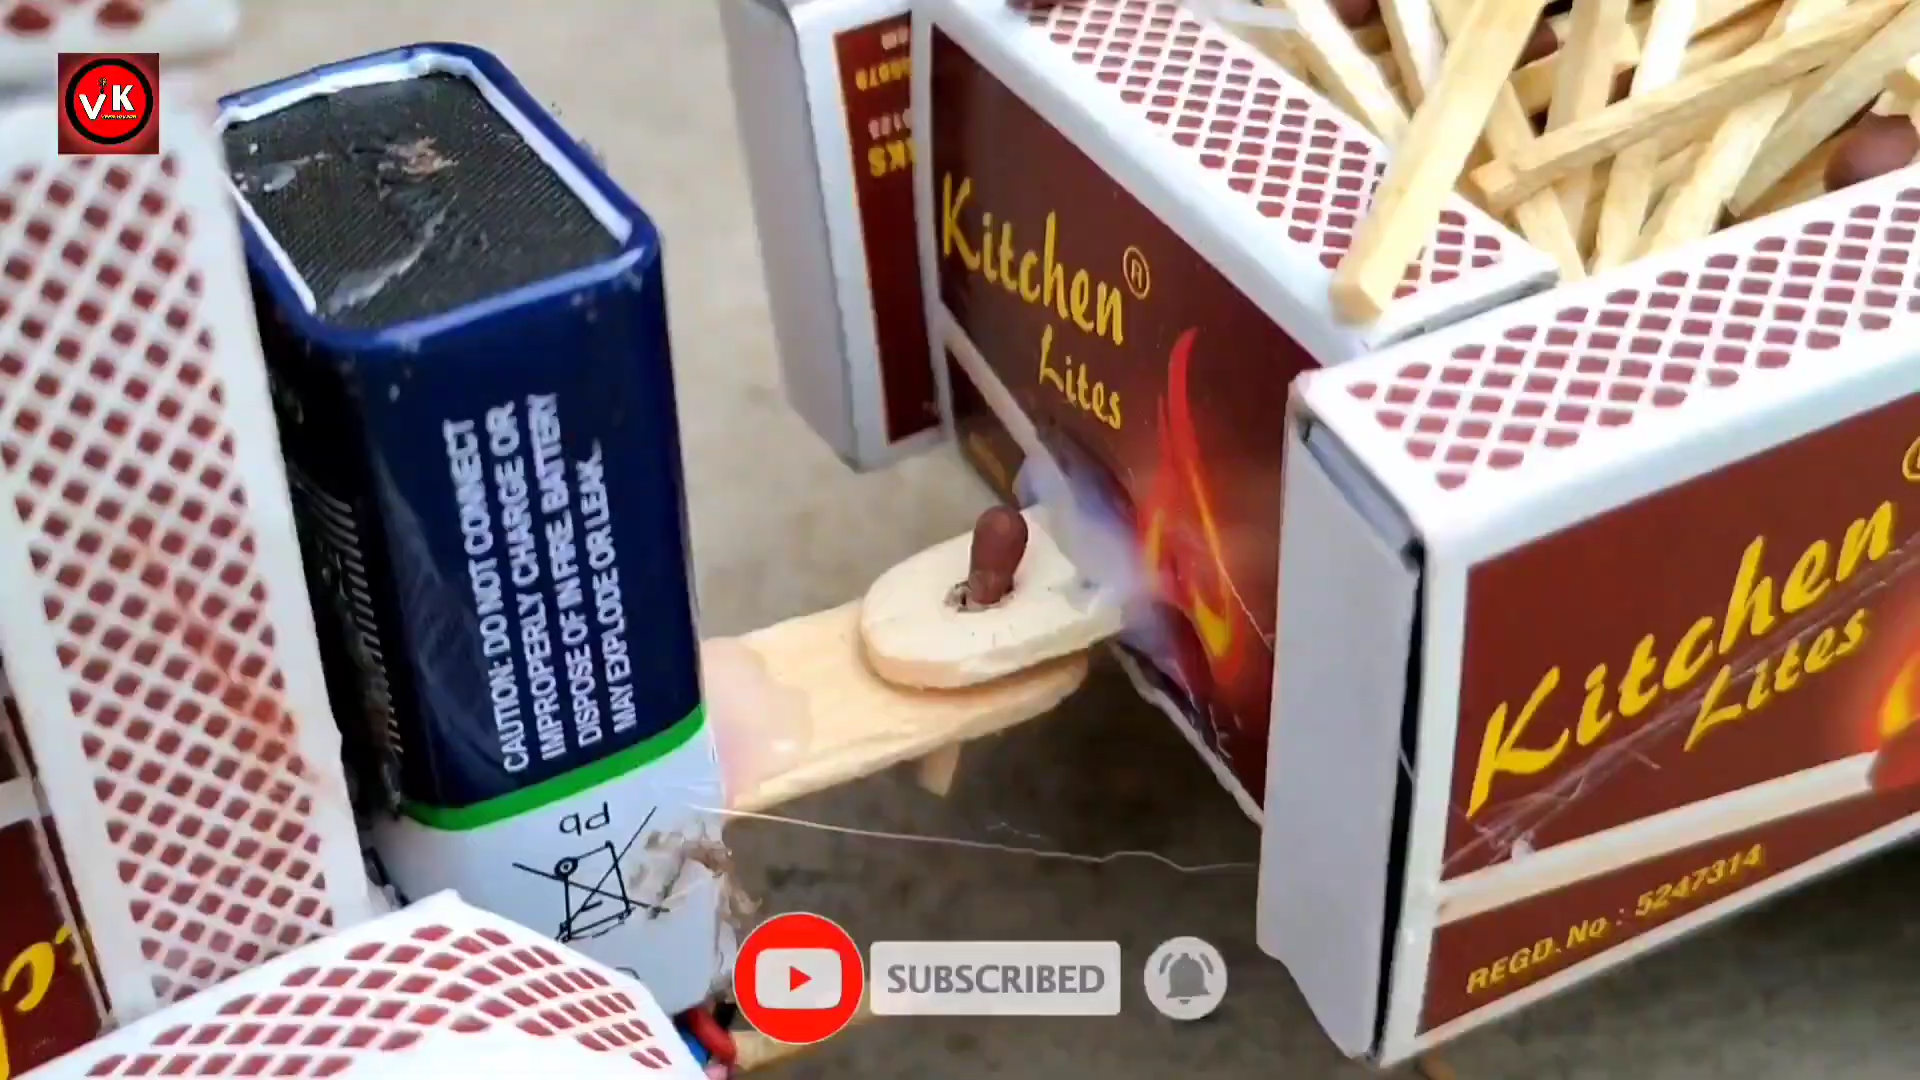 VK
Kitchen®
Lites
CAUTION: DO NOT CONNECT
IMPROPERLY CHARGE OR
DISPOSE OF IN FIRE. BATTERY
MAY EXPLODE OR LEAK.
Pb
Kitchen
Lites
REGD. No : 5247314
SUBSCRIBED